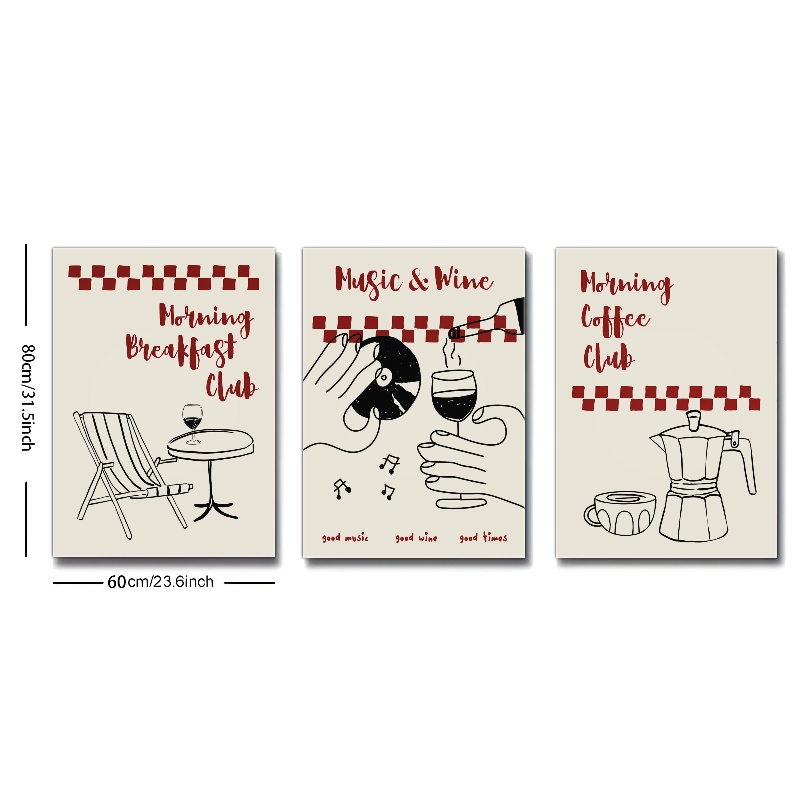 80cm/31.5inch
Morning
Breakfast
Club
60cm/23.6inch
Music & Wine
good music good wine good times
Morning
Coffee
Club